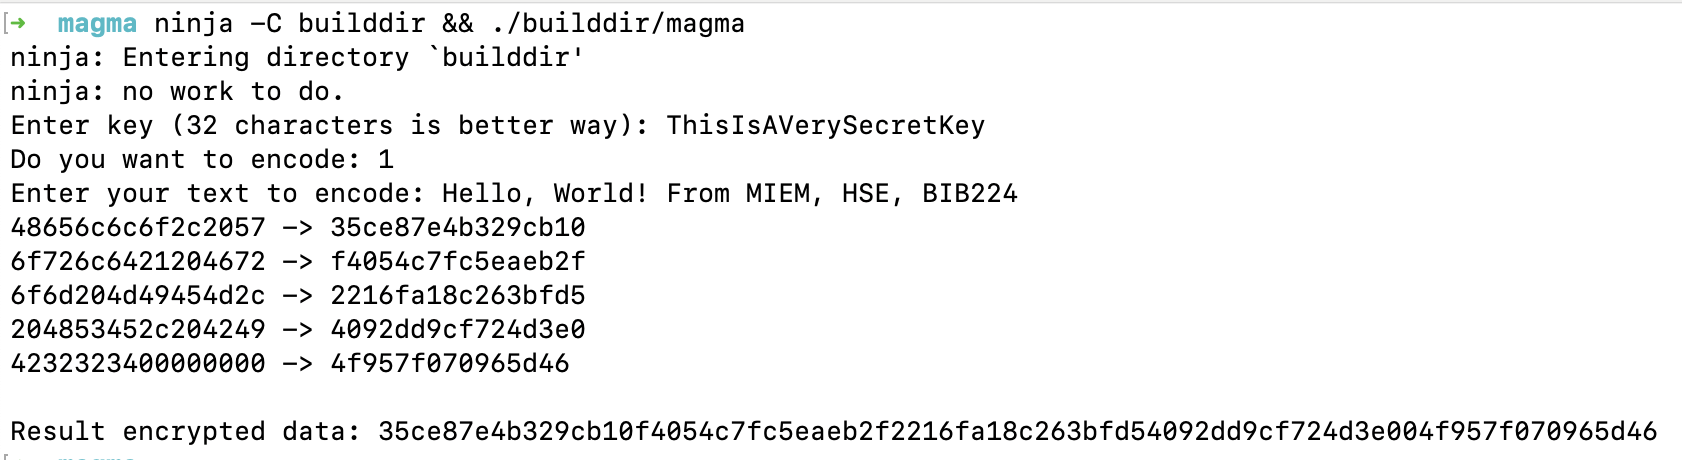 → magma ninja -C builddir && ./builddir/magma
ninja: Entering directory `builddir'
ninja: no work to do.
Enter key (32 characters is better way): ThisIsAVerySecretKey
Do you want to encode: 1
Enter your text to encode: Hello, World! From MIEM, HSE, BIB224
48656c6c6f2c2057 -> 35ce87e4b329cb10
6f726c6421204672 -> f4054c7fc5eaeb2f
6f6d204d49454d2c -> 2216fa18c263bfd5
204853452c204249 -> 4092dd9cf724d3e0
4232323400000000 -> 4f957f070965d46
Result encrypted data: 35ce87e4b329cb10f4054c7fc5eaeb2f2216fa18c263bfd54092dd9cf724d3e004f957f070965d46